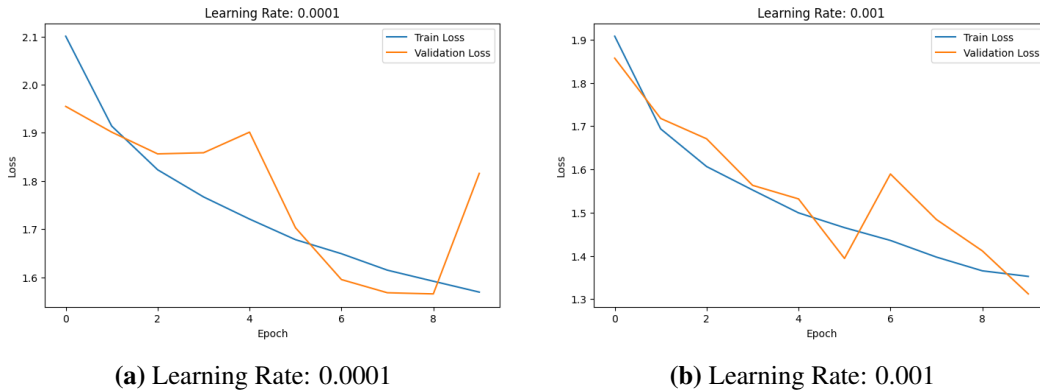 Learning Rate: 0.0001
2.1
2.0
1.9
1.8
1.7
1.6
Loss
0 2 4 6 8
Epoch
Train Loss
Validation Loss
(a) Learning Rate: 0.0001
Learning Rate: 0.001
1.9
1.8
1.7
1.6
1.5
1.4
1.3
Loss
0 2 4 6 8
Epoch
Train Loss
Validation Loss
(b) Learning Rate: 0.001